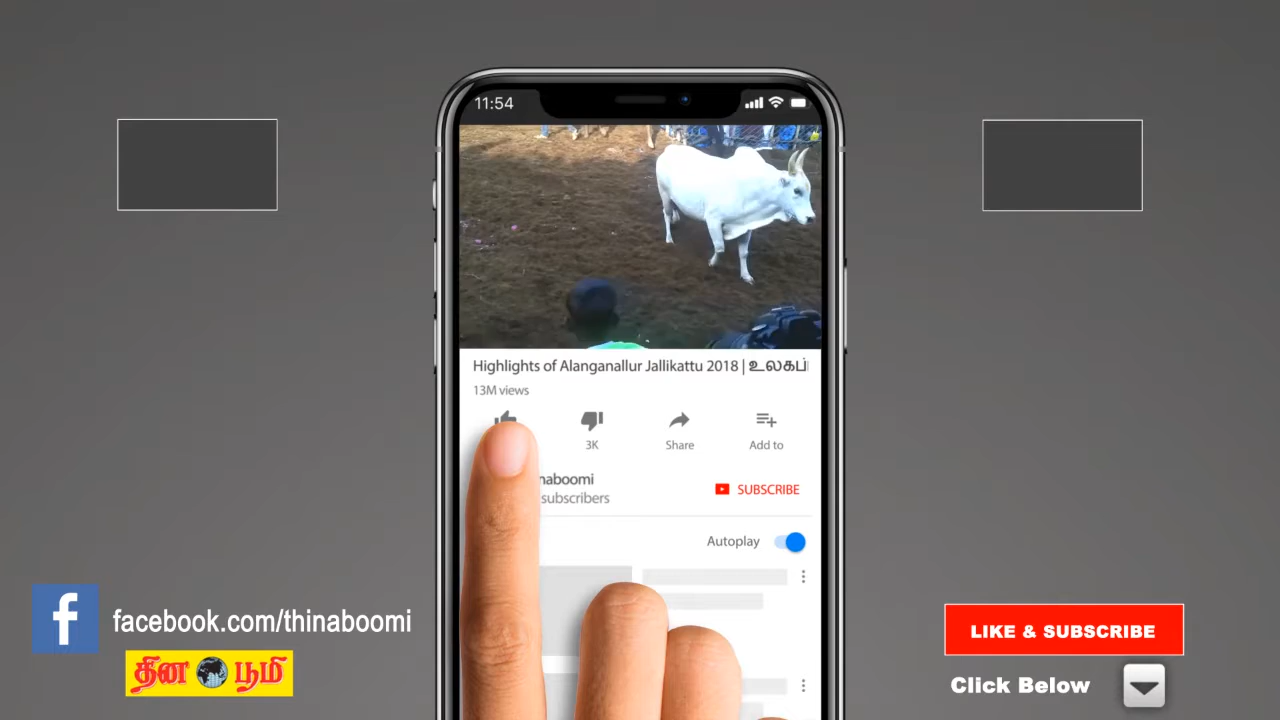 11:54
Highlights of Alanganallur Jallikattu 2018 | உலகப்
13M views
3K
Share
Add to
naboomi
subscribers
SUBSCRIBE
Autoplay
facebook.com/thinaboomi
தின பூமி
LIKE & SUBSCRIBE
Click Below